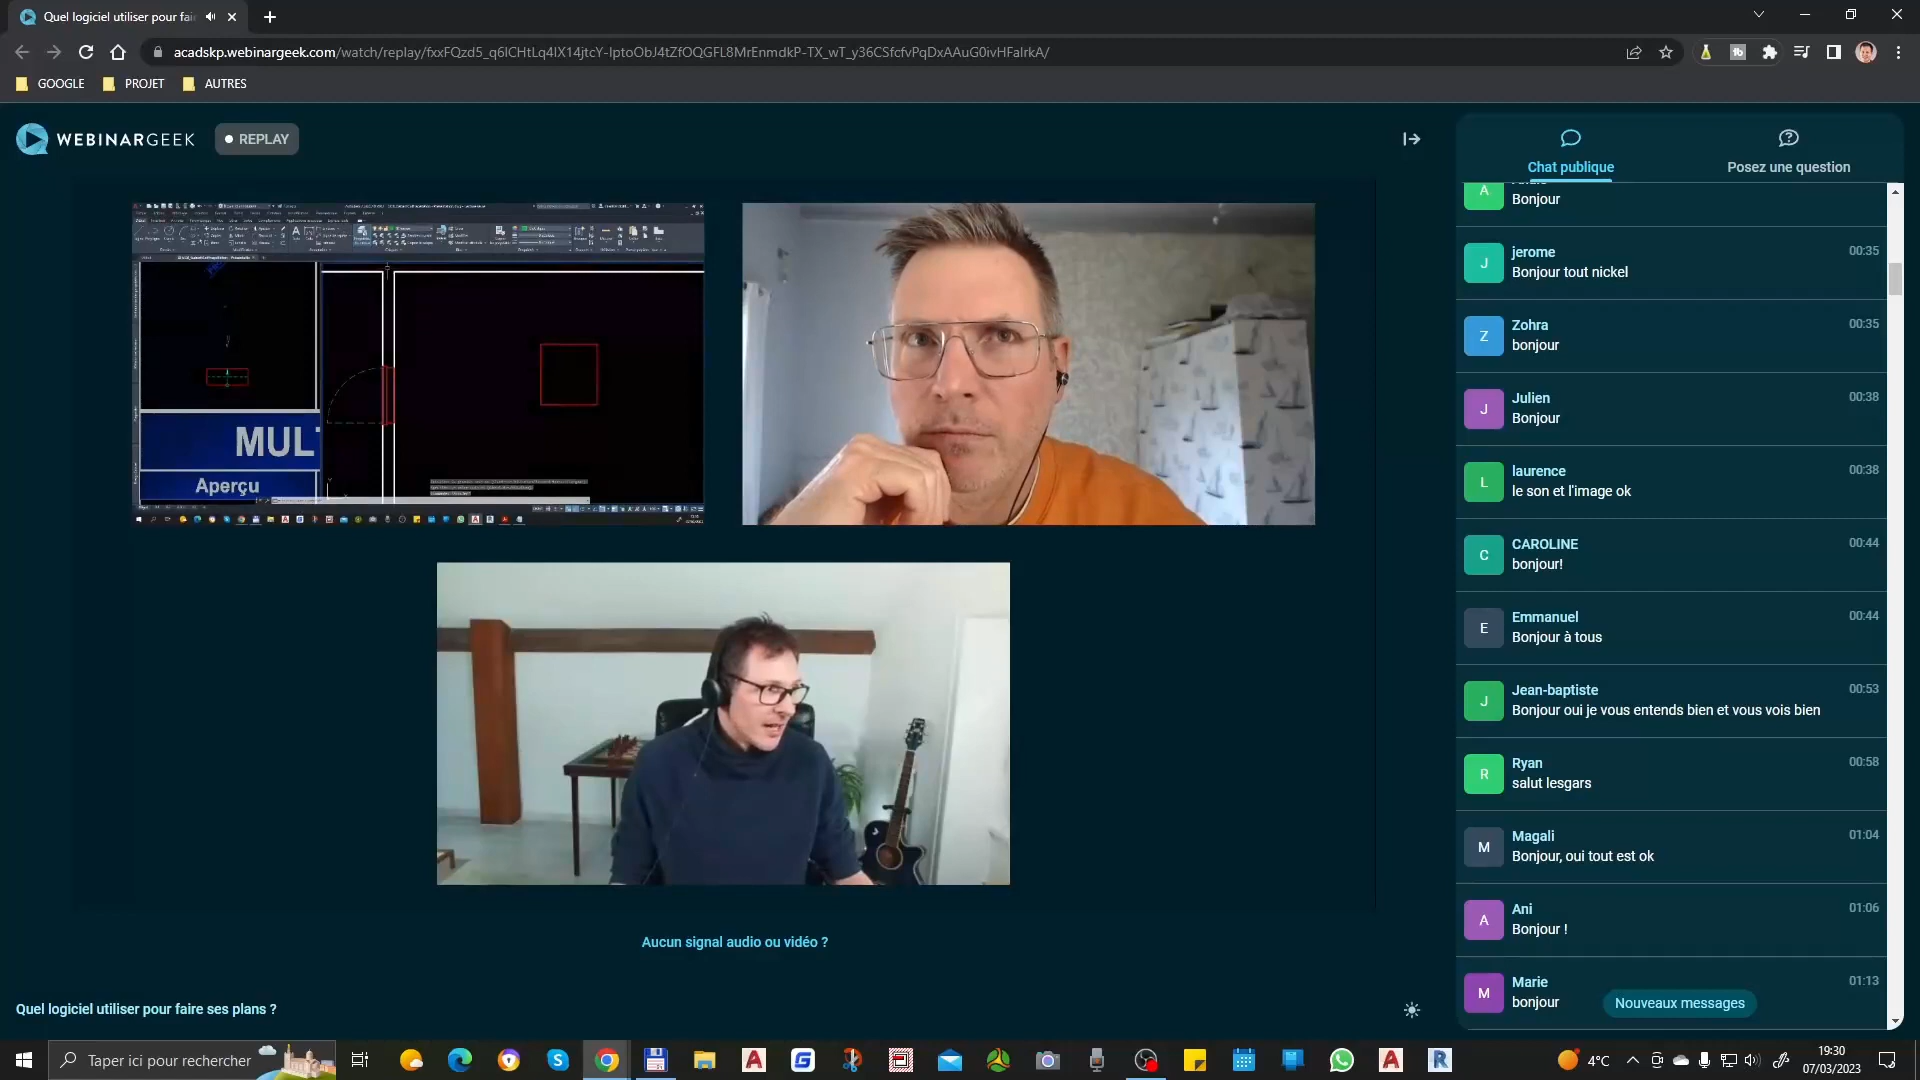 Quel logiciel utiliser pour fai
acadskp.webinargeek.com/watch/replay/fxxFQzd5_q6lCHtLq4lX14jtcY-lptoObJ4tZfOQGFL8MrEnmdkP-TX_wT_y36CSfcfvPqDxAAuG0ivHFalrkA/
GOOGLE
PROJET
AUTRES
WEBINARGEEK
REPLAY
Chat publique
Posez une question
MUL
Aperçu
A
Bonjour
J
jerome
00:35
Bonjour tout nickel
Z
Zohra
00:35
bonjour
J
Julien
00:38
Bonjour
L
laurence
00:38
le son et l'image ok
C
CAROLINE
00:44
bonjour!
E
Emmanuel
00:44
Bonjour à tous
J
Jean-baptiste
00:53
Bonjour oui je vous entends bien et vous vois bien
R
Ryan
00:58
salut lesgars
M
Magali
01:04
Bonjour, oui tout est ok
A
Ani
01:06
Bonjour !
M
Marie
01:13
bonjour
Nouveaux messages
Aucun signal audio ou vidéo ?
Quel logiciel utiliser pour faire ses plans ?
Taper ici pour rechercher
4°C
19:30
07/03/2023